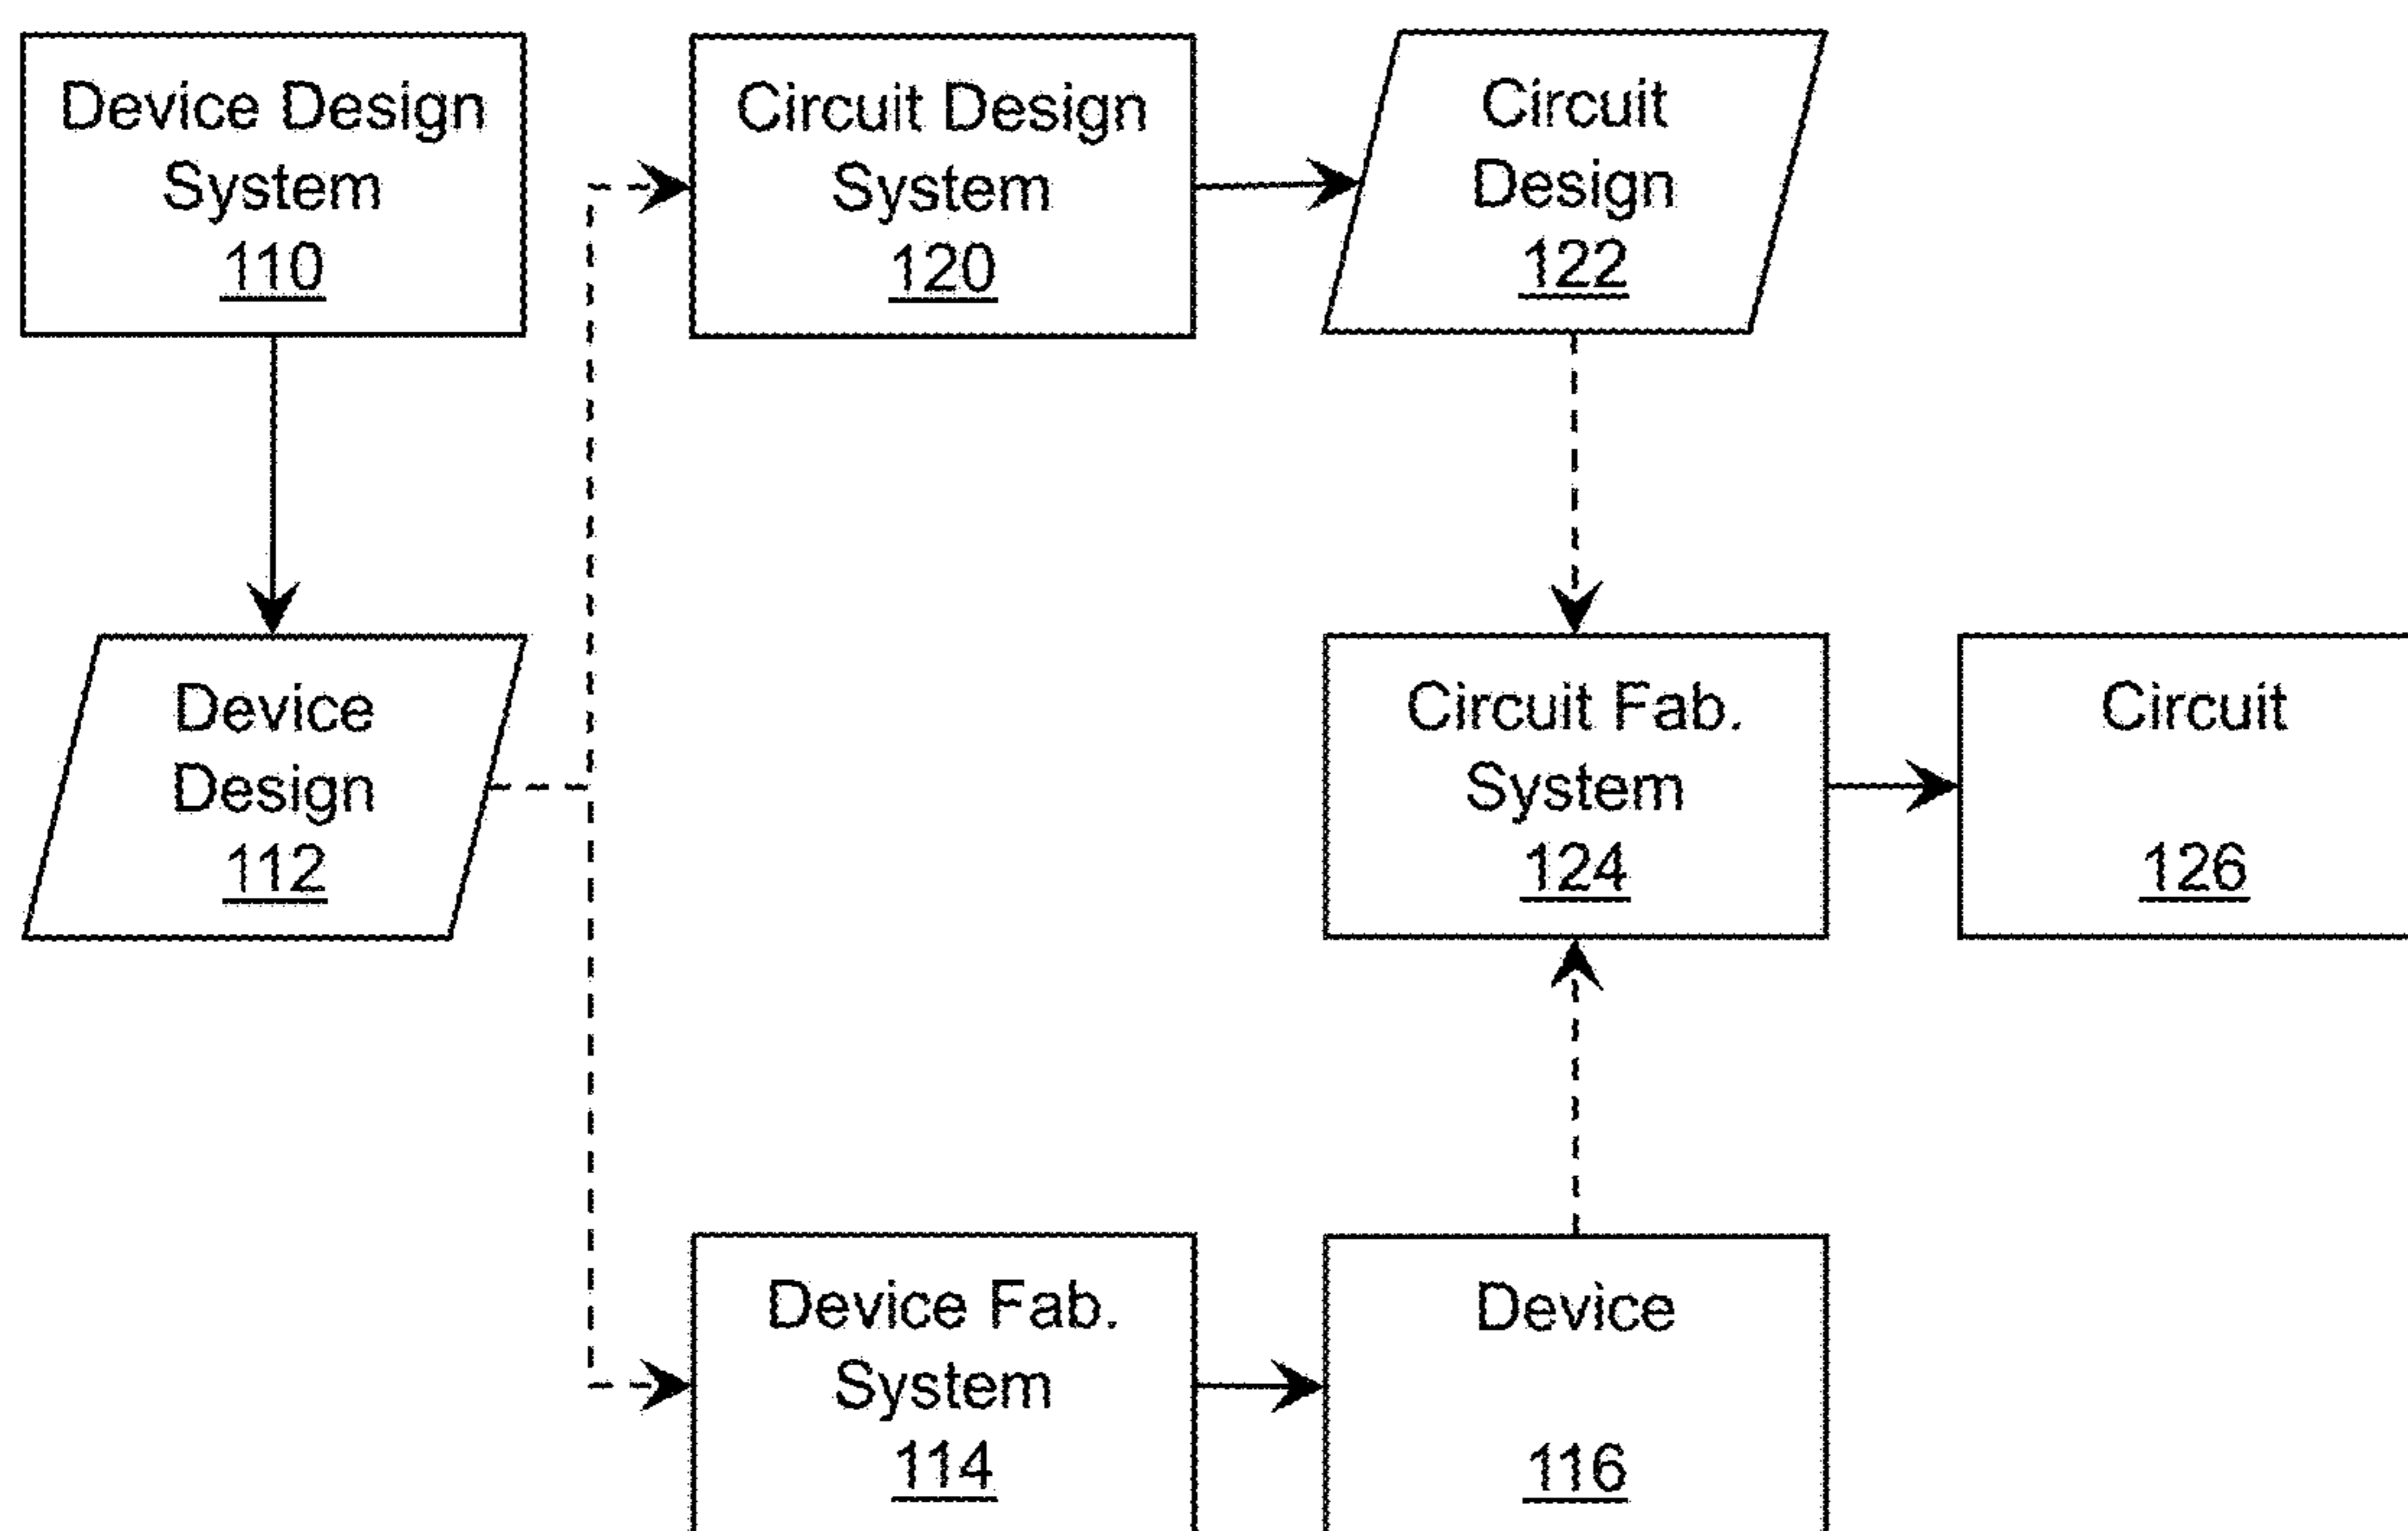 Device Design
System
110
Circuit Design
System
120
Circuit
Design
122
Device
Design
112
Circuit Fab.
System
124
Circuit
126
Device Fab.
System
114
Device
116